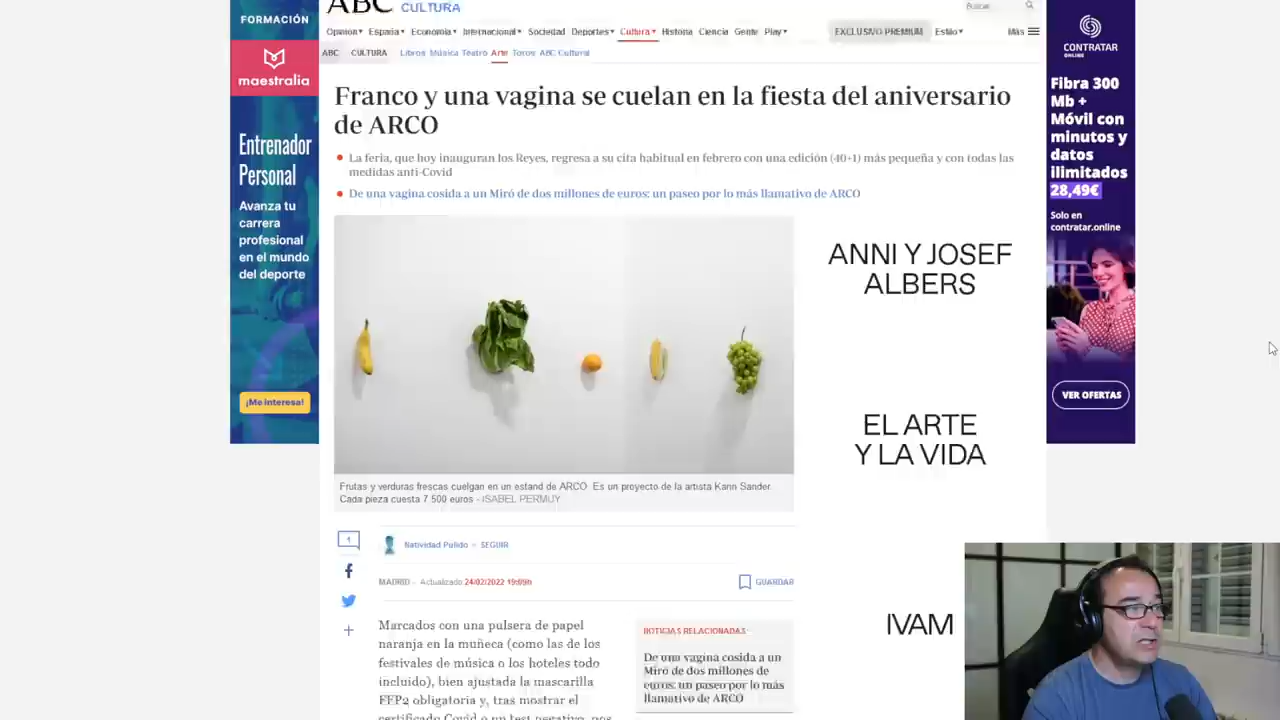 FORMACIÓN
maestralia
Entrenador
Personal
Avanza tu
carrera
profesional
en el mundo
del deporte
¡Me interesa!
ABC CULTURA
Buscar
Opinión España Economía Internacional Sociedad Deportes Cultura Historia Ciencia Gente Play EXCLUSIVO PREMIUM Estilo Más
ABC CULTURA Libros Música Teatro Arte Toros ABC Cultural
Franco y una vagina se cuelan en la fiesta del aniversario
de ARCO
La feria, que hoy inauguran los Reyes, regresa a su cita habitual en febrero con una edición (40+1) más pequeña y con todas las
medidas anti-Covid
De una vagina cosida a un Miró de dos millones de euros: un paseo por lo más llamativo de ARCO
Frutas y verduras frescas cuelgan en un estand de ARCO. Es un proyecto de la artista Karin Sander.
Cada pieza cuesta 7.500 euros - ISABEL PERMUY
1
Natividad Pulido - SEGUIR
MADRID - Actualizado 24/02/2022 19:09h
GUARDAR
Marcados con una pulsera de papel
naranja en la muñeca (como las de los
festivales de música o los hoteles todo
incluido), bien ajustada la mascarilla
FFP2 obligatoria y, tras mostrar el
certificado Covid o un test negativo, nos
NOTICIAS RELACIONADAS
De una vagina cosida a un
Miró de dos millones de
euros: un paseo por lo más
llamativo de ARCO
ANNI Y JOSEF
ALBERS
EL ARTE
Y LA VIDA
IVAM
CONTRATAR
ONLINE
Fibra 300
Mb +
Móvil con
minutos y
datos
ilimitados
28,49€
Solo en
contratar.online
VER OFERTAS